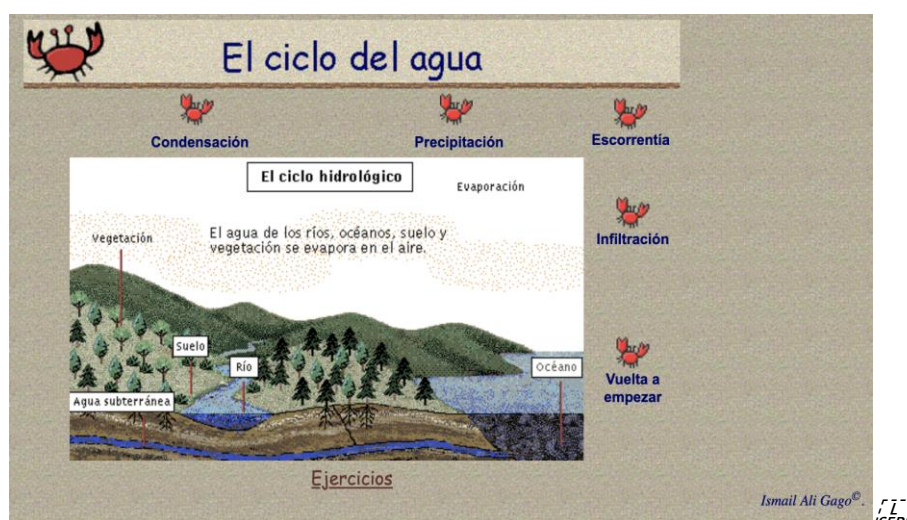 El ciclo del agua
Condensación
Precipitación
Escorrentía
El ciclo hidrológico
Evaporación
El agua de los ríos, océanos, suelo y
vegetación se evapora en el aire.
Vegetación
Infiltración
Suelo
Río
Océano
Agua subterránea
Vuelta a
empezar
Ejercicios
Ismail Ali Gago©.